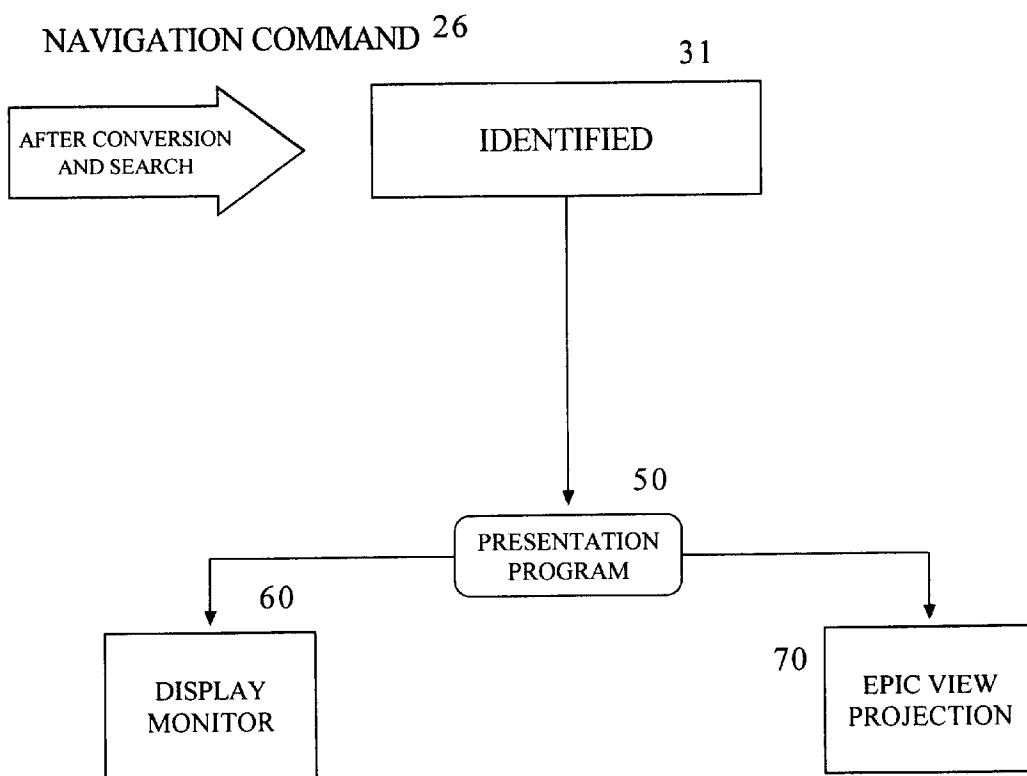 NAVIGATION COMMAND 26
31
AFTER CONVERSION
AND SEARCH
IDENTIFIED
50
PRESENTATION
PROGRAM
60
DISPLAY
MONITOR
70
EPIC VIEW
PROJECTION